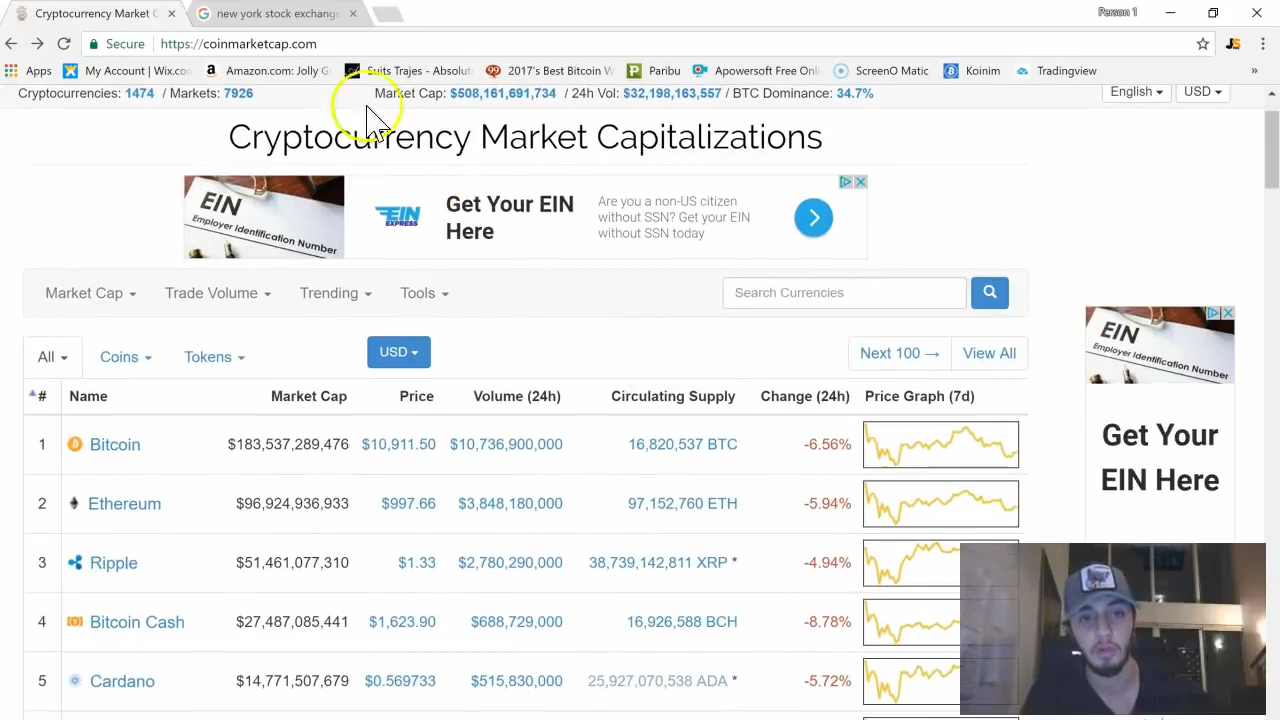 Cryptocurrency Market C
new york stock exchang
Person 1
Secure
https://coinmarketcap.com
Apps
My Account | Wix.co
Amazon.com: Jolly G
Suits Trajes - Absolut
2017's Best Bitcoin W
Paribu
Apowersoft Free Onl
ScreenO Matic
Koinim
Tradingview
»
Cryptocurrencies: 1474 / Markets: 7926
Market Cap: $508,161,691,734 / 24h Vol: $32,198,163,557 / BTC Dominance: 34.7%
English
USD
Cryptocurrency Market Capitalizations
EIN
Employer Identification Number
EIN EXPRESS
Get Your EIN
Here
Are you a non-US citizen
without SSN? Get your EIN
without SSN today
Market Cap
Trade Volume
Trending
Tools
Search Currencies
All
Coins
Tokens
USD
Next 100 →
View All
# Name Market Cap Price Volume (24h) Circulating Supply Change (24h) Price Graph (7d)
1 Bitcoin $183,537,289,476 $10,911.50 $10,736,900,000 16,820,537 BTC -6.56%
2 Ethereum $96,924,936,933 $997.66 $3,848,180,000 97,152,760 ETH -5.94%
3 Ripple $51,461,077,310 $1.33 $2,780,290,000 38,739,142,811 XRP * -4.94%
4 Bitcoin Cash $27,487,085,441 $1,623.90 $688,729,000 16,926,588 BCH -8.78%
5 Cardano $14,771,507,679 $0.569733 $515,830,000 25,927,070,538 ADA * -5.72%
EIN
Employer Identification Number
Get Your
EIN Here